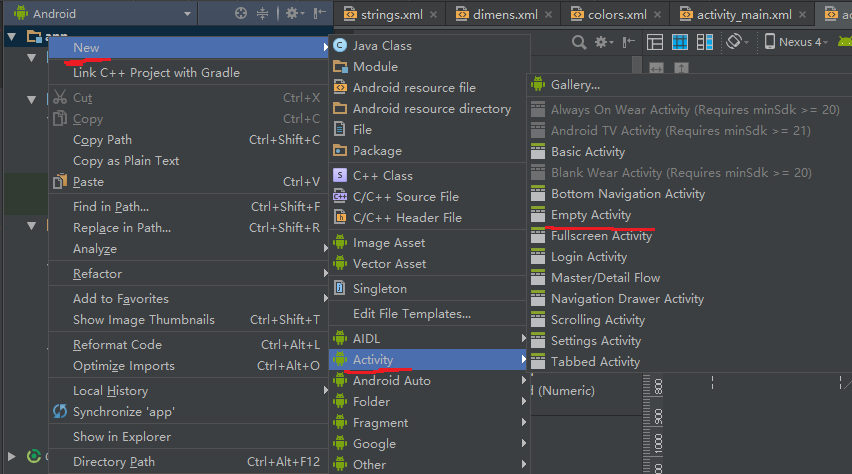 Android
strings.xml
dimens.xml
colors.xml
activity_main.xml
app
Nexus 4
New
Link C++ Project with Gradle
Cut Ctrl+X
Copy Ctrl+C
Copy Path Ctrl+Shift+C
Copy as Plain Text
Paste Ctrl+V
Find in Path... Ctrl+Shift+F
Replace in Path... Ctrl+Shift+R
Analyze
Refactor
Add to Favorites
Show Image Thumbnails Ctrl+Shift+T
Reformat Code Ctrl+Alt+L
Optimize Imports Ctrl+Alt+O
Local History
Synchronize 'app'
Show in Explorer
Directory Path Ctrl+Alt+F12
Java Class
Module
Android resource file
Android resource directory
File
Package
C++ Class
C/C++ Source File
C/C++ Header File
Image Asset
Vector Asset
Singleton
Edit File Templates...
AIDL
Activity
Android Auto
Folder
Fragment
Google
Other
Gallery...
Always On Wear Activity (Requires minSdk >= 20)
Android TV Activity (Requires minSdk >= 21)
Basic Activity
Blank Wear Activity (Requires minSdk >= 20)
Bottom Navigation Activity
Empty Activity
Fullscreen Activity
Login Activity
Master/Detail Flow
Navigation Drawer Activity
Scrolling Activity
Settings Activity
Tabbed Activity
(Numeric)
800
900
1000